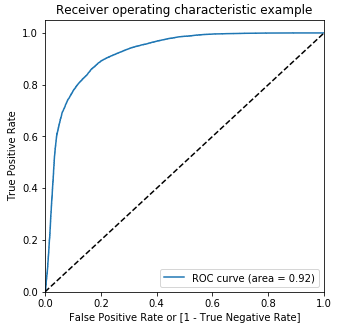 Receiver operating characteristic example
True Positive Rate
1.0
0.8
0.6
0.4
0.2
0.0
ROC curve (area = 0.92)
0.0 0.2 0.4 0.6 0.8 1.0
False Positive Rate or [1 - True Negative Rate]